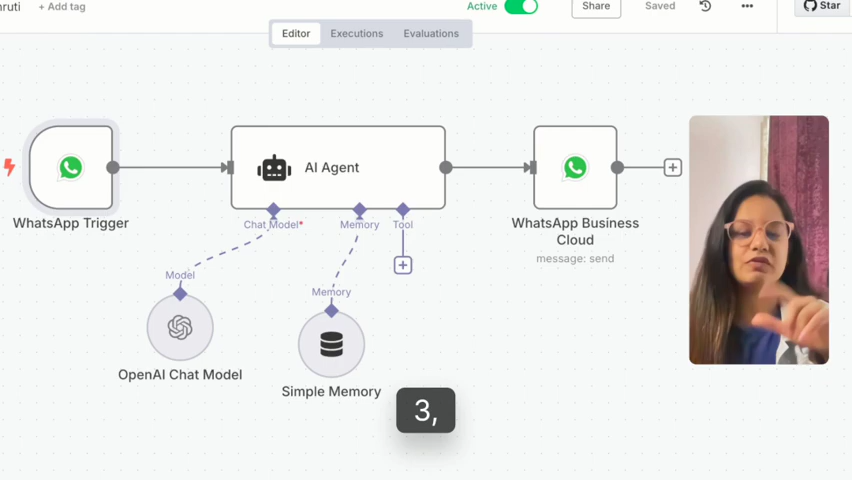 + Add tag
Active
Share
Saved
Star
Editor
Executions
Evaluations
AI Agent
WhatsApp Trigger
Chat Model*
Memory
Tool
WhatsApp Business
Cloud
message: send
Model
Memory
OpenAI Chat Model
Simple Memory
3,